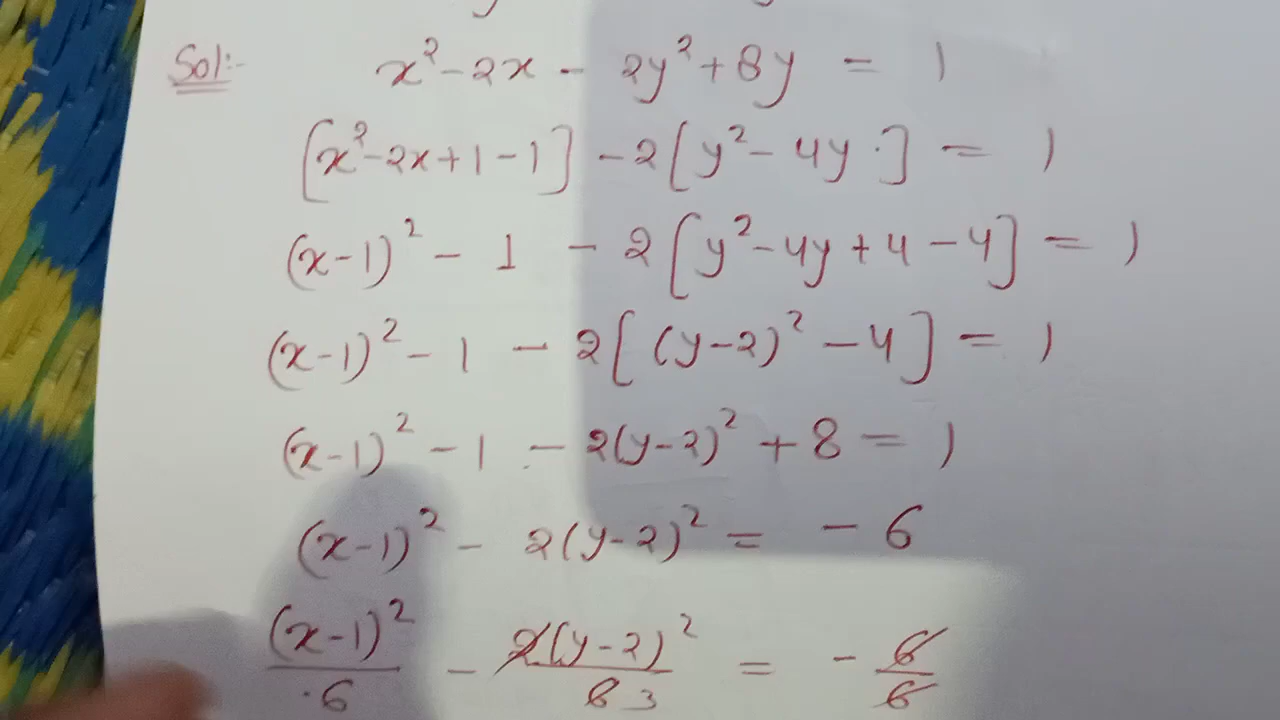 Sol:- x² - 2x - 2y² + 8y = 1
[x² - 2x + 1 - 1] - 2[y² - 4y ] = 1
(x-1)² - 1 - 2[y² - 4y + 4 - 4] = 1
(x-1)² - 1 - 2[(y-2)² - 4] = 1
(x-1)² - 1 - 2(y-2)² + 8 = 1
(x-1)² - 2(y-2)² = - 6
(x-1)²/6 - 2(y-2)²/6 3 = - 6/6